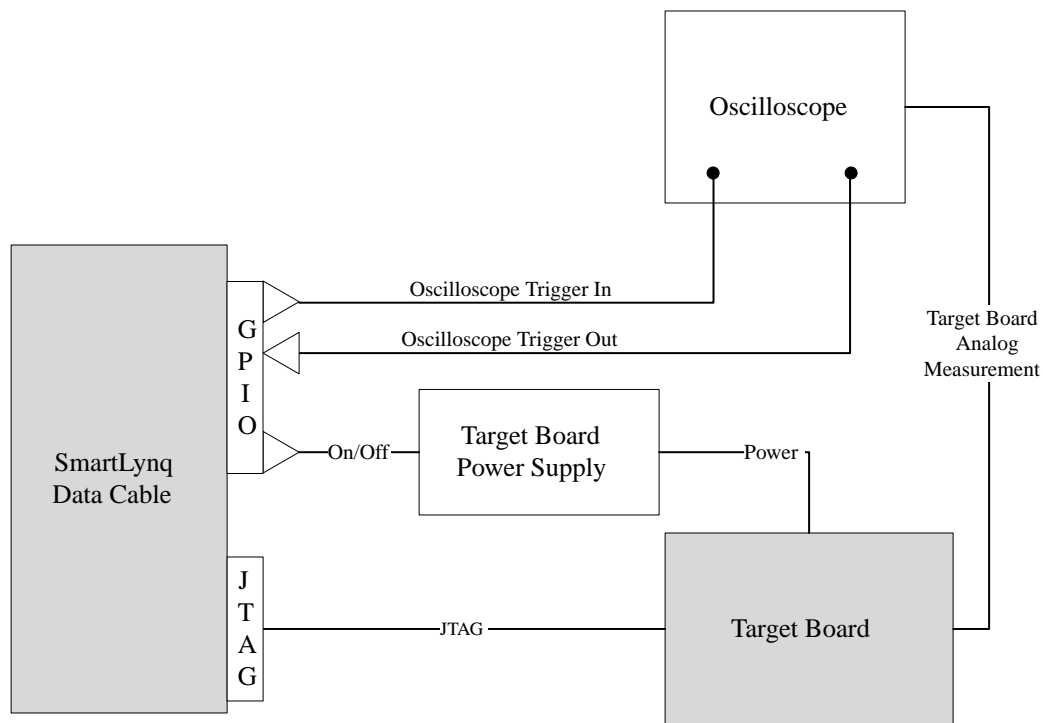 Oscilloscope
Oscilloscope Trigger In
Oscilloscope Trigger Out
Target Board
Analog
Measurement
G
P
I
O
On/Off
Target Board
Power Supply
Power
SmartLynq
Data Cable
J
T
A
G
JTAG
Target Board